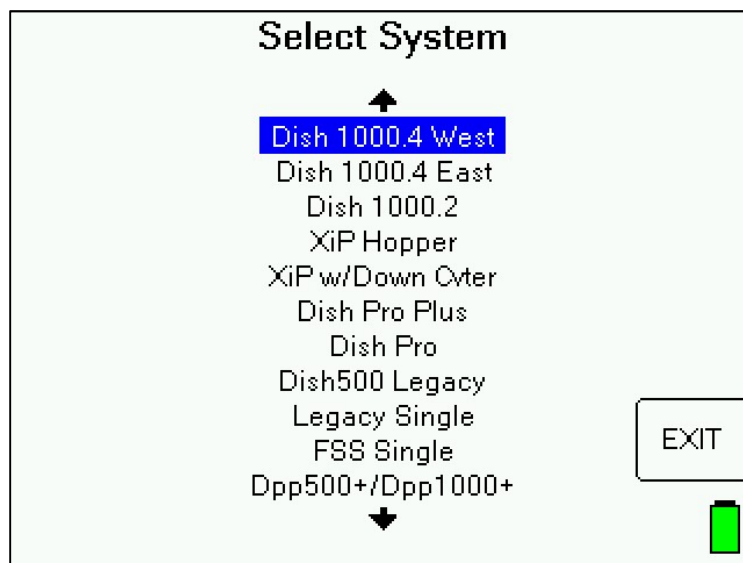 Select System
Dish 1000.4 West
Dish 1000.4 East
Dish 1000.2
XiP Hopper
XiP w/Down Cvter
Dish Pro Plus
Dish Pro
Dish500 Legacy
Legacy Single
FSS Single
Dpp500+/Dpp1000+
EXIT